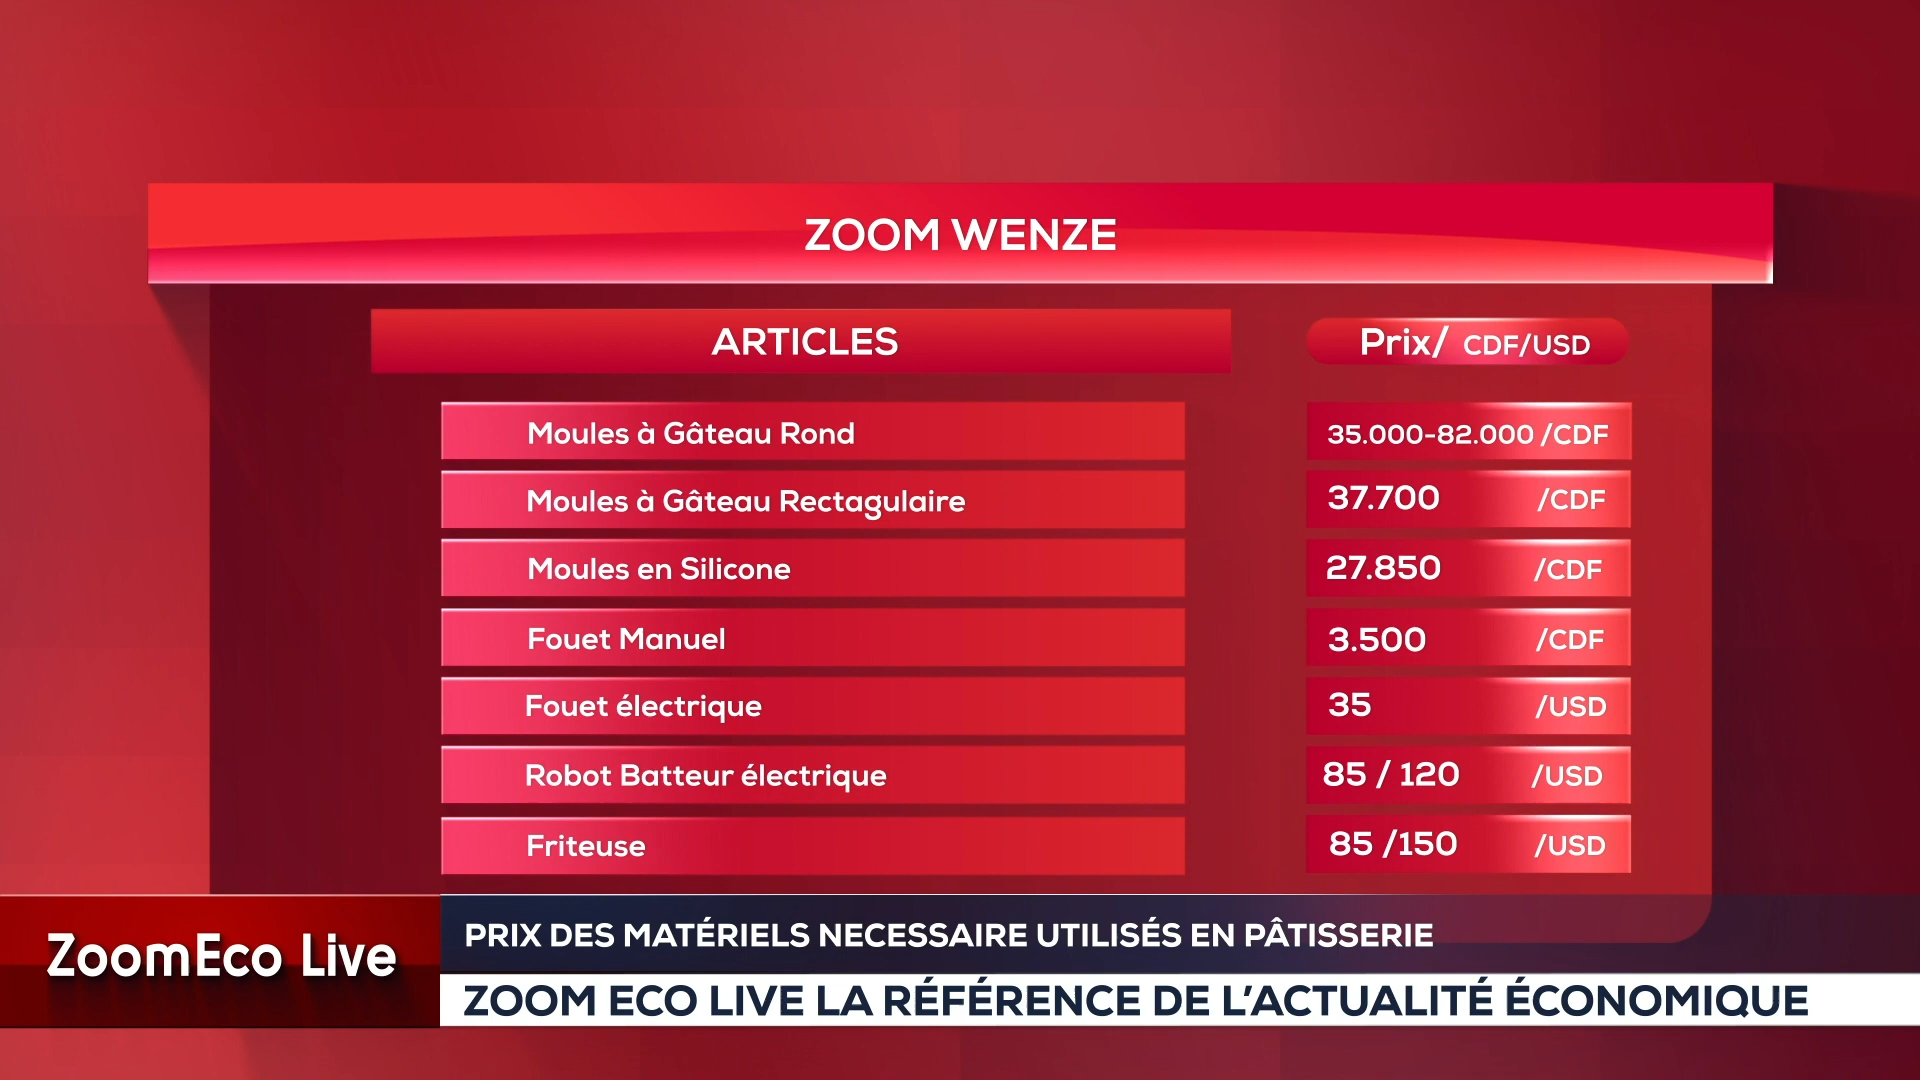 ZOOM WENZE
ARTICLES Prix/ CDF/USD
Moules à Gâteau Rond 35.000-82.000 /CDF
Moules à Gâteau Rectagulaire 37.700 /CDF
Moules en Silicone 27.850 /CDF
Fouet Manuel 3.500 /CDF
Fouet électrique 35 /USD
Robot Batteur électrique 85 / 120 /USD
Friteuse 85 /150 /USD
ZoomEco Live
PRIX DES MATÉRIELS NECESSAIRE UTILISÉS EN PÂTISSERIE
ZOOM ECO LIVE LA RÉFÉRENCE DE L'ACTUALITÉ ÉCONOMIQUE